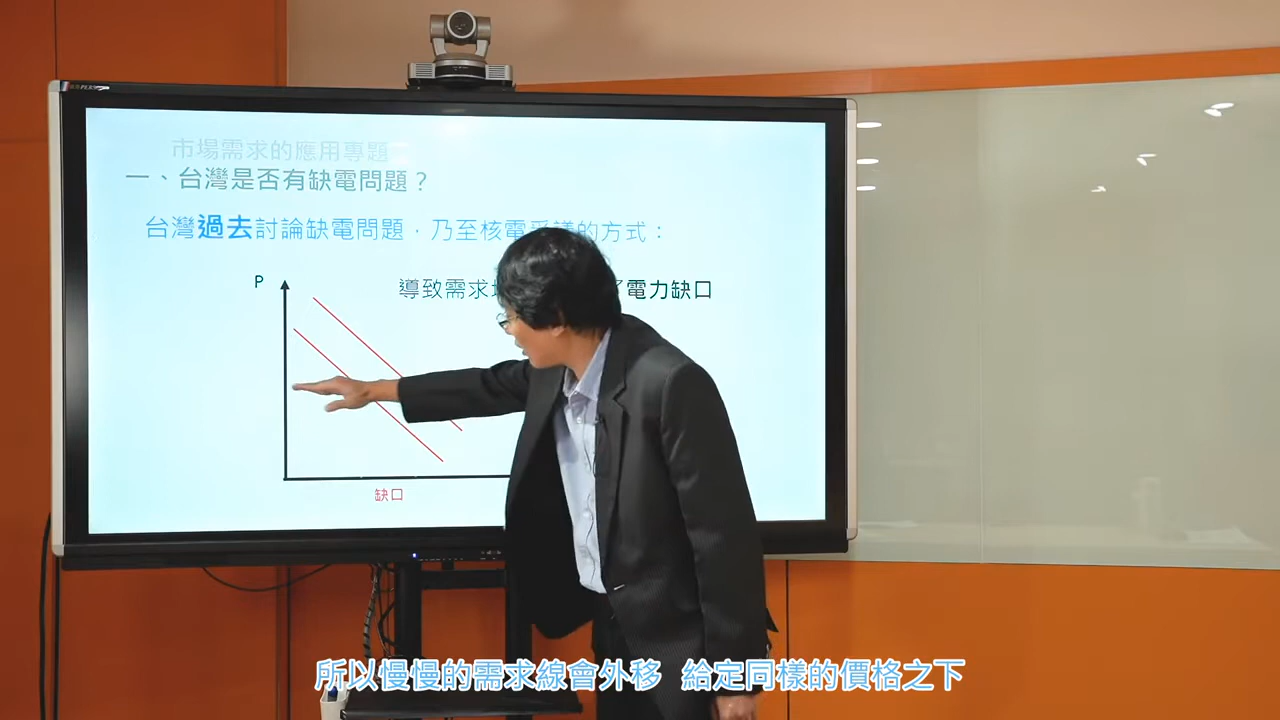 市場需求的應用專題
一、台灣是否有缺電問題？
台灣過去討論缺電問題，乃至核電爭議的方式：
P
導致需求 電力缺口
缺口
所以慢慢的需求線會外移 給定同樣的價格之下